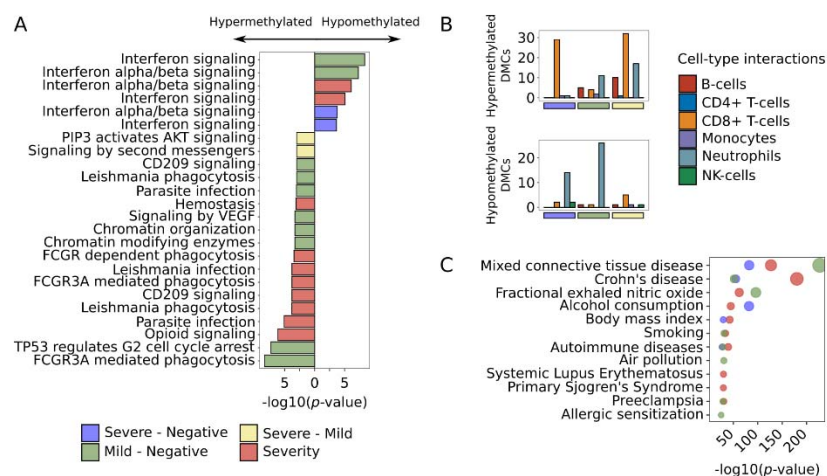 A
Hypermethylated
Hypomethylated
Interferon signaling
Interferon alpha/beta signaling
Interferon alpha/beta signaling
Interferon signaling
Interferon alpha/beta signaling
Interferon signaling
PIP3 activates AKT signaling
Signaling by second messengers
CD209 signaling
Leishmania phagocytosis
Parasite infection
Hemostasis
Signaling by VEGF
Chromatin organization
Chromatin modifying enzymes
FCGR dependent phagocytosis
Leishmania infection
FCGR3A mediated phagocytosis
CD209 signaling
Leishmania phagocytosis
Parasite infection
Opioid signaling
TP53 regulates G2 cell cycle arrest
FCGR3A mediated phagocytosis
5 0 5
-log10(p-value)
Severe - Negative
Severe - Mild
Mild - Negative
Severity
B
Hypermethylated
DMCs
30
20
10
0
Hypomethylated
DMCs
30
20
10
0
Cell-type interactions
B-cells
CD4+ T-cells
CD8+ T-cells
Monocytes
Neutrophils
NK-cells
C
Mixed connective tissue disease
Crohn's disease
Fractional exhaled nitric oxide
Alcohol consumption
Body mass index
Smoking
Autoimmune diseases
Air pollution
Systemic Lupus Erythematosus
Primary Sjogren's Syndrome
Preeclampsia
Allergic sensitization
50 100 150 200
-log10(p-value)